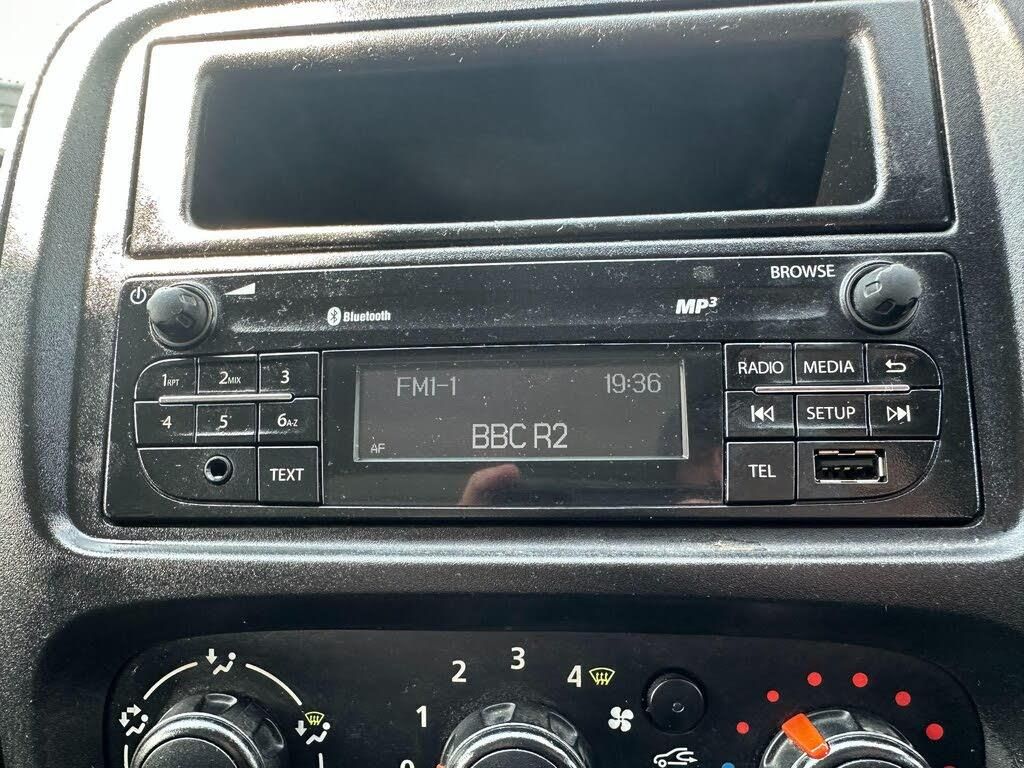 BROWSE
Bluetooth
MP3
1RPT 2MIX 3
FM1-1 19:36
RADIO MEDIA
4 5 6A-Z
AF BBC R2
SETUP
TEXT
TEL
1 2 3 4
0